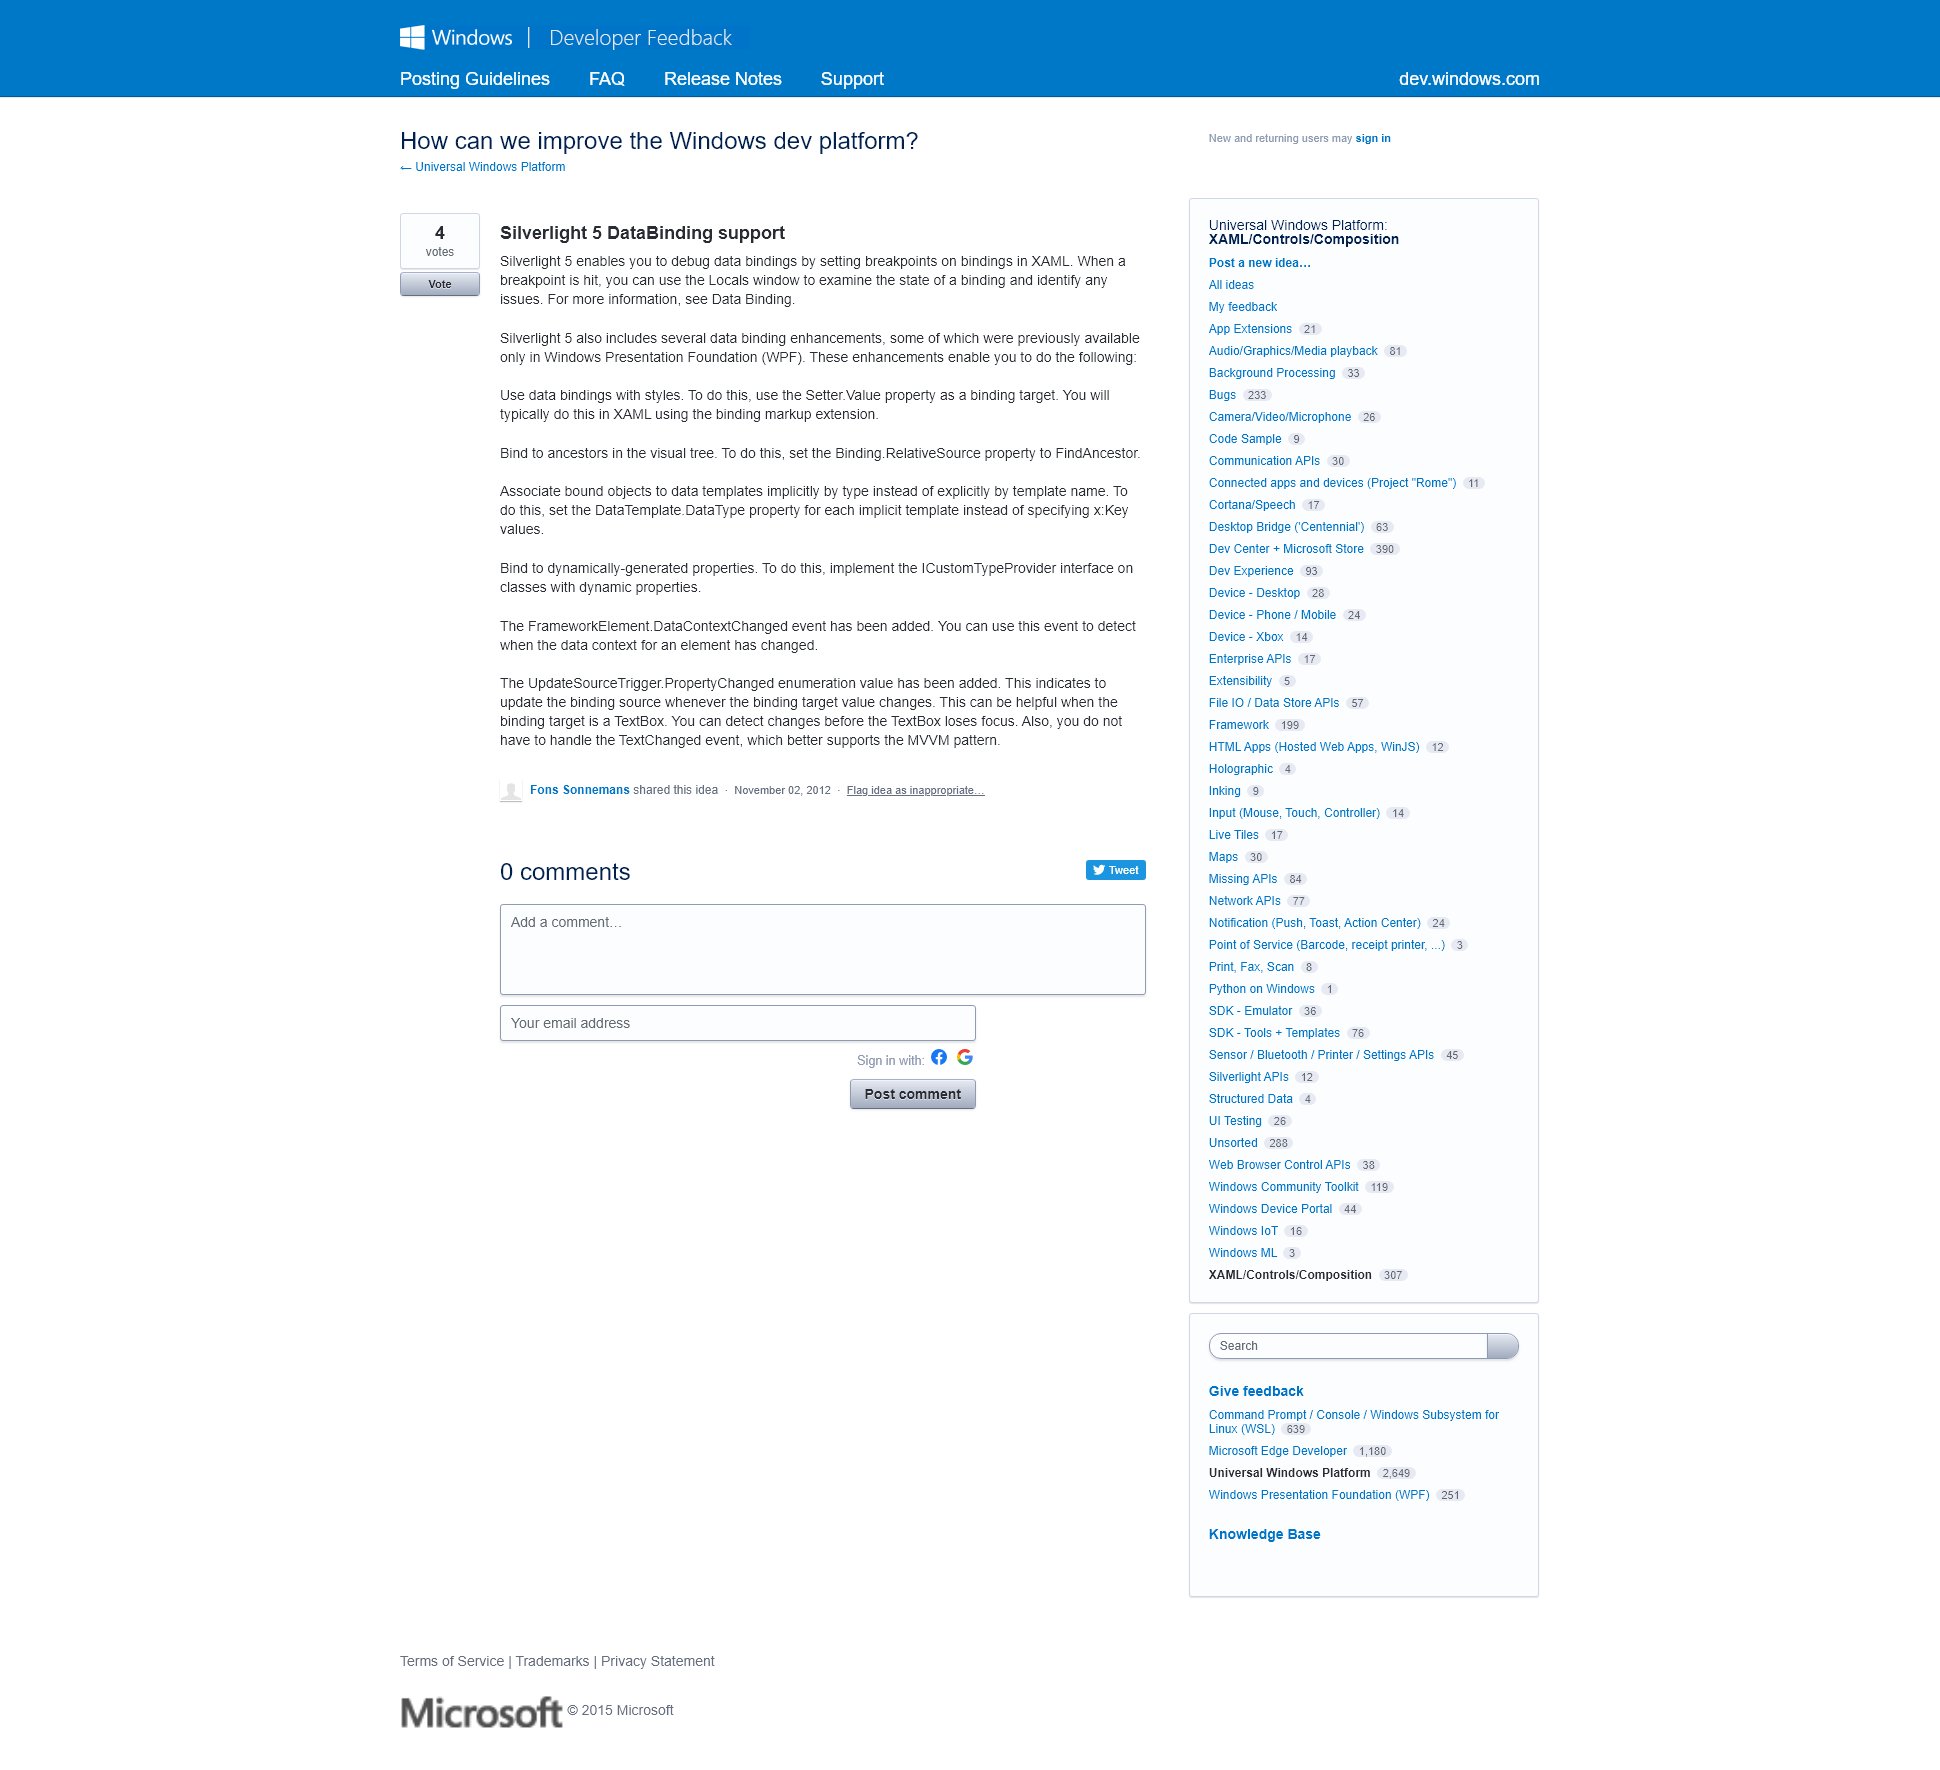 Windows | Developer Feedback
Posting Guidelines FAQ Release Notes Support dev.windows.com
How can we improve the Windows dev platform?
← Universal Windows Platform
New and returning users may sign in
4
votes
Vote
Silverlight 5 DataBinding support
Silverlight 5 enables you to debug data bindings by setting breakpoints on bindings in XAML. When a
breakpoint is hit, you can use the Locals window to examine the state of a binding and identify any
issues. For more information, see Data Binding.
Silverlight 5 also includes several data binding enhancements, some of which were previously available
only in Windows Presentation Foundation (WPF). These enhancements enable you to do the following:
Use data bindings with styles. To do this, use the Setter.Value property as a binding target. You will
typically do this in XAML using the binding markup extension.
Bind to ancestors in the visual tree. To do this, set the Binding.RelativeSource property to FindAncestor.
Associate bound objects to data templates implicitly by type instead of explicitly by template name. To
do this, set the DataTemplate.DataType property for each implicit template instead of specifying x:Key
values.
Bind to dynamically-generated properties. To do this, implement the ICustomTypeProvider interface on
classes with dynamic properties.
The FrameworkElement.DataContextChanged event has been added. You can use this event to detect
when the data context for an element has changed.
The UpdateSourceTrigger.PropertyChanged enumeration value has been added. This indicates to
update the binding source whenever the binding target value changes. This can be helpful when the
binding target is a TextBox. You can detect changes before the TextBox loses focus. Also, you do not
have to handle the TextChanged event, which better supports the MVVM pattern.
Fons Sonnemans shared this idea · November 02, 2012 · Flag idea as inappropriate…
0 comments
Tweet
Add a comment…
Your email address
Sign in with:
Post comment
Universal Windows Platform:
XAML/Controls/Composition
Post a new idea…
All ideas
My feedback
App Extensions 21
Audio/Graphics/Media playback 81
Background Processing 33
Bugs 233
Camera/Video/Microphone 26
Code Sample 9
Communication APIs 30
Connected apps and devices (Project "Rome") 11
Cortana/Speech 17
Desktop Bridge ('Centennial') 63
Dev Center + Microsoft Store 390
Dev Experience 93
Device - Desktop 28
Device - Phone / Mobile 24
Device - Xbox 14
Enterprise APIs 17
Extensibility 5
File IO / Data Store APIs 57
Framework 199
HTML Apps (Hosted Web Apps, WinJS) 12
Holographic 4
Inking 9
Input (Mouse, Touch, Controller) 14
Live Tiles 17
Maps 30
Missing APIs 84
Network APIs 77
Notification (Push, Toast, Action Center) 24
Point of Service (Barcode, receipt printer, ...) 3
Print, Fax, Scan 8
Python on Windows 1
SDK - Emulator 36
SDK - Tools + Templates 76
Sensor / Bluetooth / Printer / Settings APIs 45
Silverlight APIs 12
Structured Data 4
UI Testing 26
Unsorted 288
Web Browser Control APIs 38
Windows Community Toolkit 119
Windows Device Portal 44
Windows IoT 16
Windows ML 3
XAML/Controls/Composition 307
Search
Give feedback
Command Prompt / Console / Windows Subsystem for
Linux (WSL) 639
Microsoft Edge Developer 1,180
Universal Windows Platform 2,649
Windows Presentation Foundation (WPF) 251
Knowledge Base
Terms of Service | Trademarks | Privacy Statement
Microsoft © 2015 Microsoft